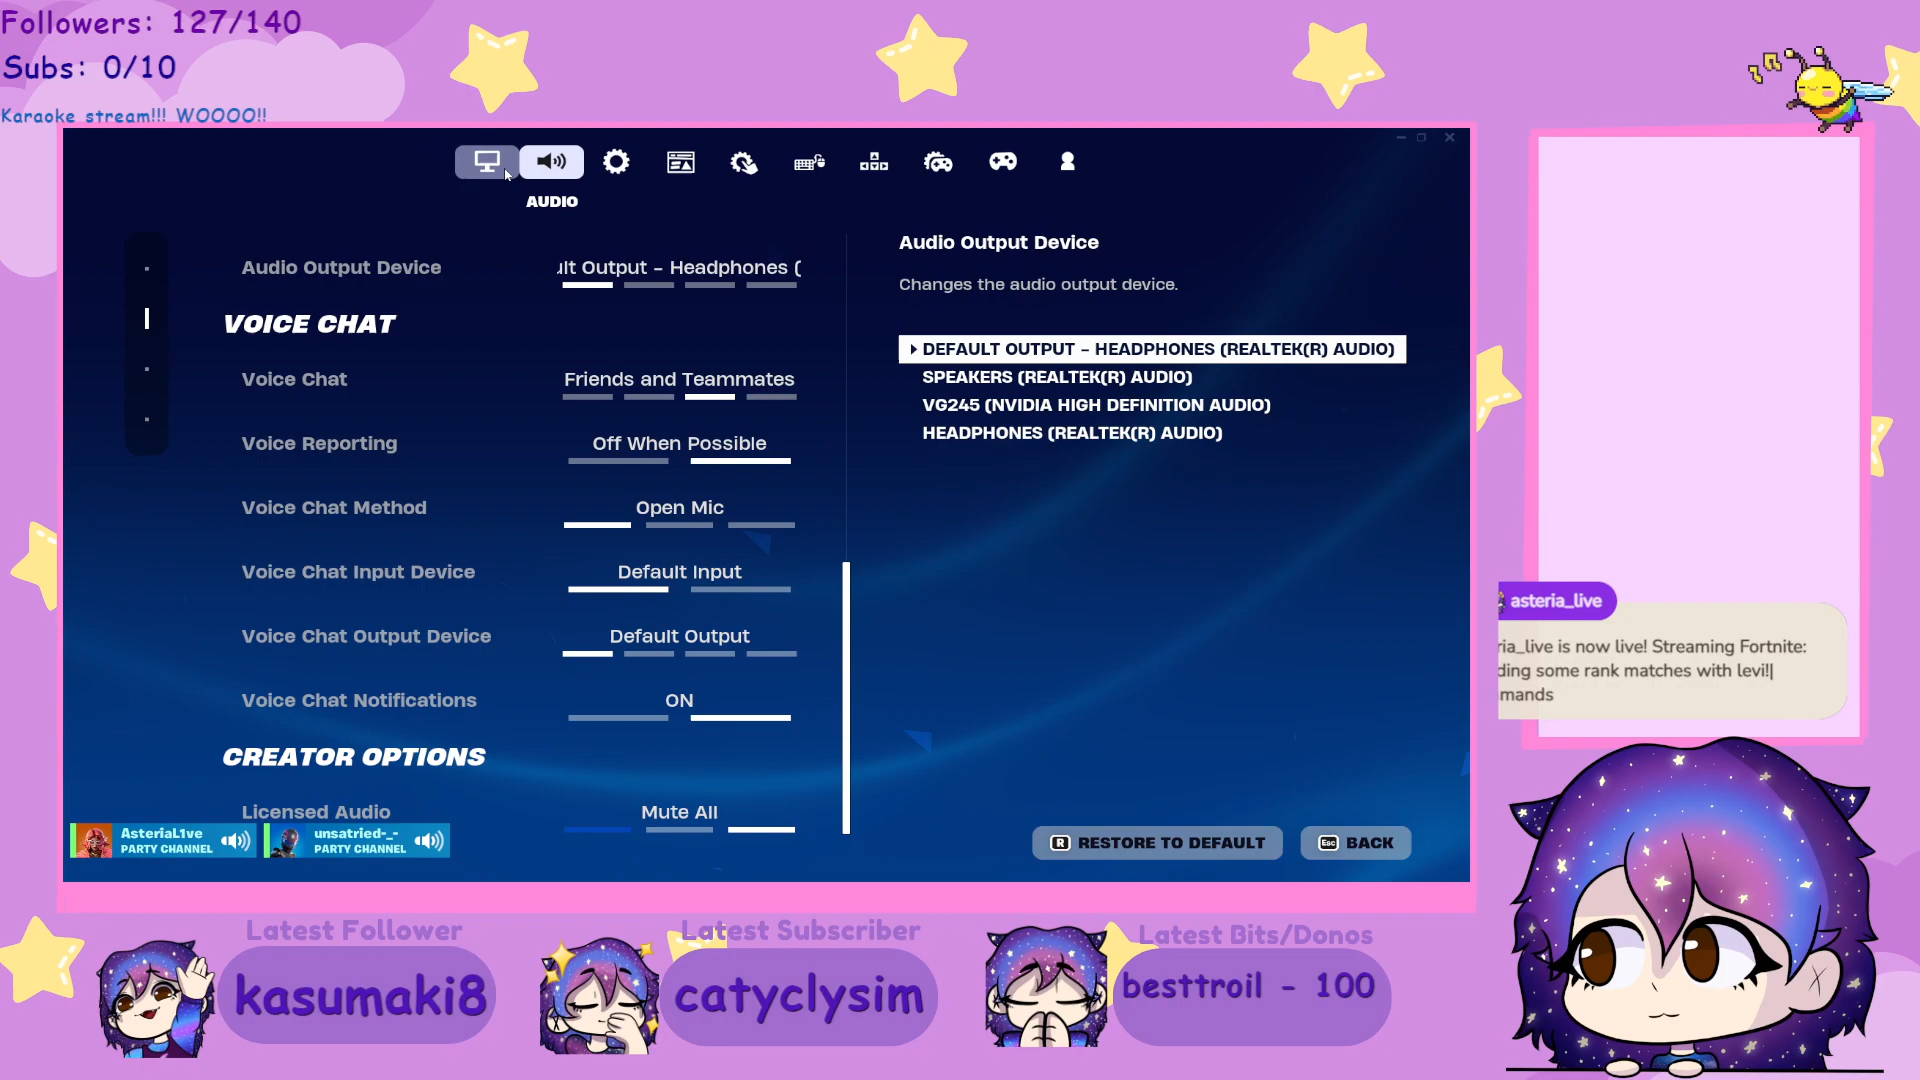 Followers: 127/140
Subs: 0/10
Karaoke stream!!! WOOOO!!
AUDIO
Audio Output Device
ult Output - Headphones (
VOICE CHAT
Voice Chat
Friends and Teammates
Voice Reporting
Off When Possible
Voice Chat Method
Open Mic
Voice Chat Input Device
Default Input
Voice Chat Output Device
Default Output
Voice Chat Notifications
ON
CREATOR OPTIONS
Licensed Audio
Mute All
AsteriaL1ve
PARTY CHANNEL
unsatried-_-
PARTY CHANNEL
Audio Output Device
Changes the audio output device.
DEFAULT OUTPUT - HEADPHONES (REALTEK(R) AUDIO)
SPEAKERS (REALTEK(R) AUDIO)
VG245 (NVIDIA HIGH DEFINITION AUDIO)
HEADPHONES (REALTEK(R) AUDIO)
R RESTORE TO DEFAULT
Esc BACK
asteria_live
ria_live is now live! Streaming Fortnite:
ding some rank matches with levi!|
mands
Latest Follower
kasumaki8
Latest Subscriber
catyclysim
Latest Bits/Donos
besttroil - 100